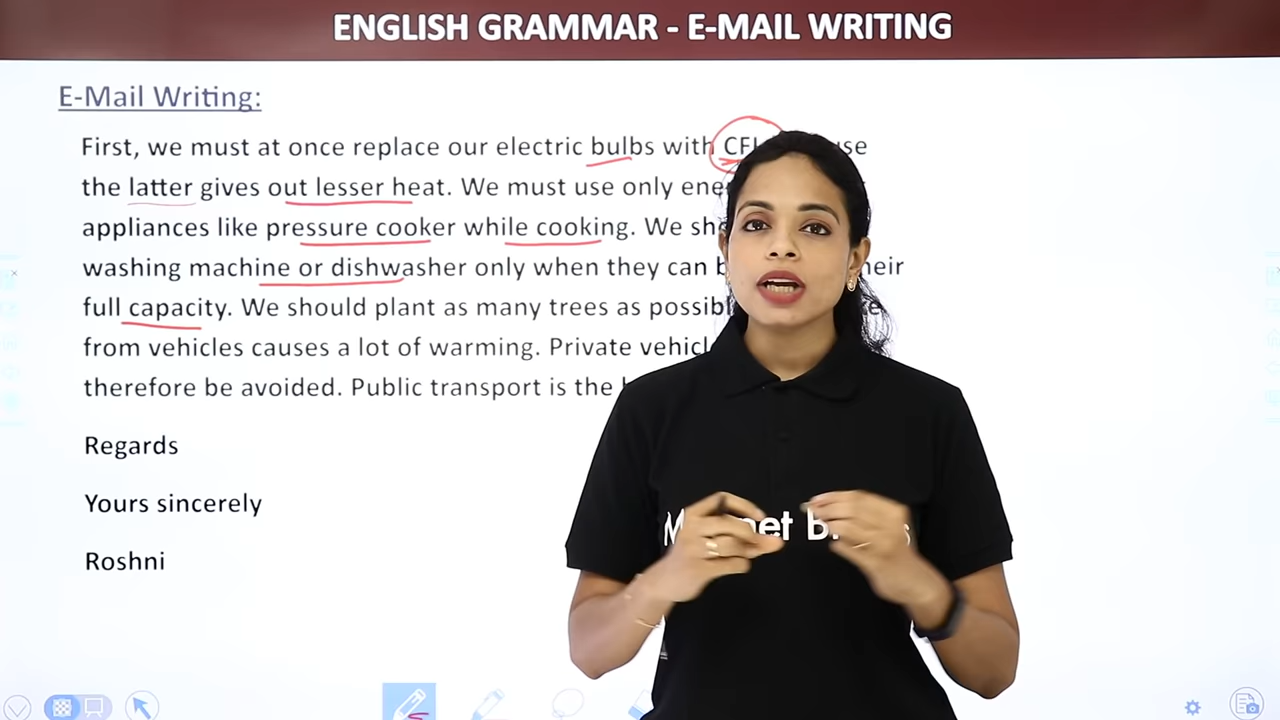 ENGLISH GRAMMAR - E-MAIL WRITING
E-Mail Writing:
First, we must at once replace our electric bulbs with
the latter gives out lesser heat. We must use only
appliances like pressure cooker while cooking. We
washing machine or dishwasher only when they can
full capacity. We should plant as many trees as
from vehicles causes a lot of warming. Private
therefore be avoided. Public transport is the
Regards
Yours sincerely
Roshni